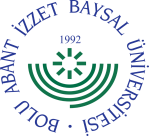 BOLU ABANT İZZET BAYSAL ÜNİVERSİTESİ
1992